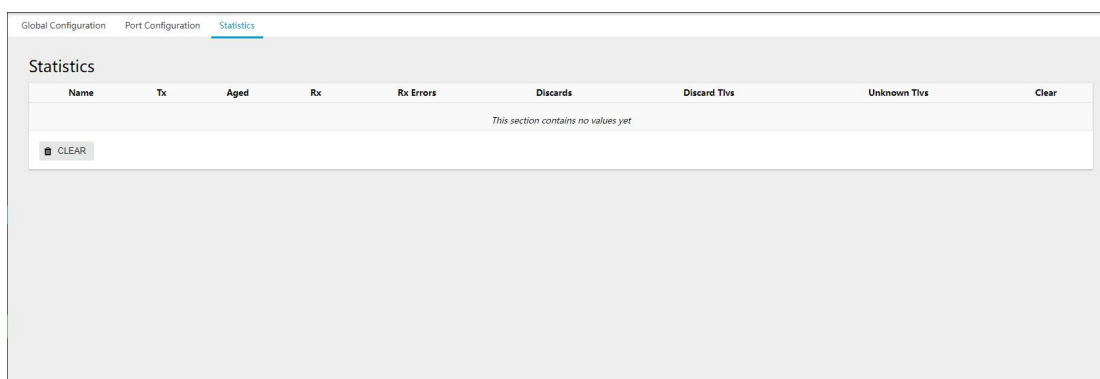 Global Configuration Port Configuration Statistics
Statistics
Name Tx Aged Rx Rx Errors Discards Discard Tlvs Unknown Tlvs Clear
This section contains no values yet
CLEAR